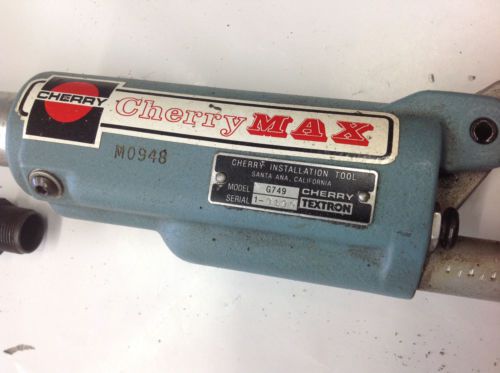 CHERRY
CherryMAX
M0948
CHERRY INSTALLATION TOOL
SANTA ANA, CALIFORNIA
MODEL G749 CHERRY
SERIAL TEXTRON